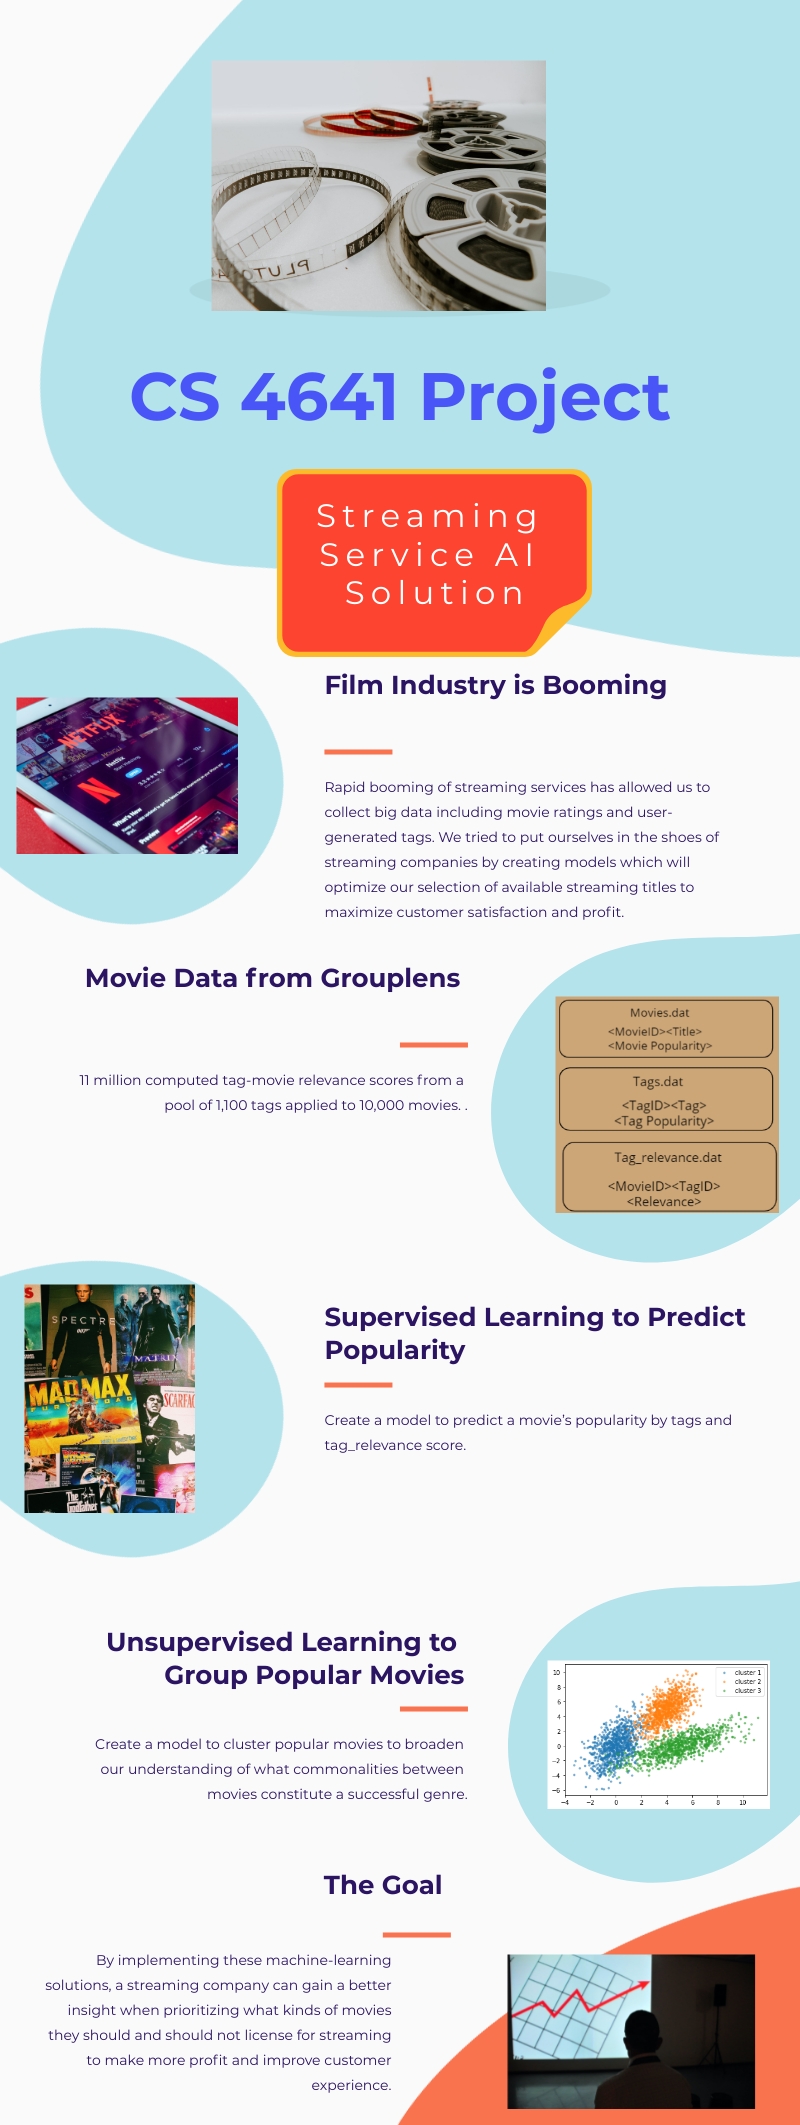 PLUTO
CS 4641 Project
Streaming
Service AI
Solution
Film Industry is Booming
NETFLIX
N
Netflix
What's New
Preview
Rapid booming of streaming services has allowed us to
collect big data including movie ratings and user-
generated tags. We tried to put ourselves in the shoes of
streaming companies by creating models which will
optimize our selection of available streaming titles to
maximize customer satisfaction and profit.
Movie Data from Grouplens
11 million computed tag-movie relevance scores from a
pool of 1,100 tags applied to 10,000 movies. .
Movies.dat
<MovieID><Title>
<Movie Popularity>
Tags.dat
<TagID><Tag>
<Tag Popularity>
Tag_relevance.dat
<MovieID><TagID>
<Relevance>
SPECTRE
007
MATRIX
MAD MAX
SCARFAC
The
Godfather
Supervised Learning to Predict
Popularity
Create a model to predict a movie's popularity by tags and
tag_relevance score.
Unsupervised Learning to
Group Popular Movies
Create a model to cluster popular movies to broaden
our understanding of what commonalities between
movies constitute a successful genre.
cluster 1
cluster 2
cluster 3
10
8
6
4
2
0
−2
−4
−6
−4 −2 0 2 4 6 8 10
The Goal
By implementing these machine-learning
solutions, a streaming company can gain a better
insight when prioritizing what kinds of movies
they should and should not license for streaming
to make more profit and improve customer
experience.